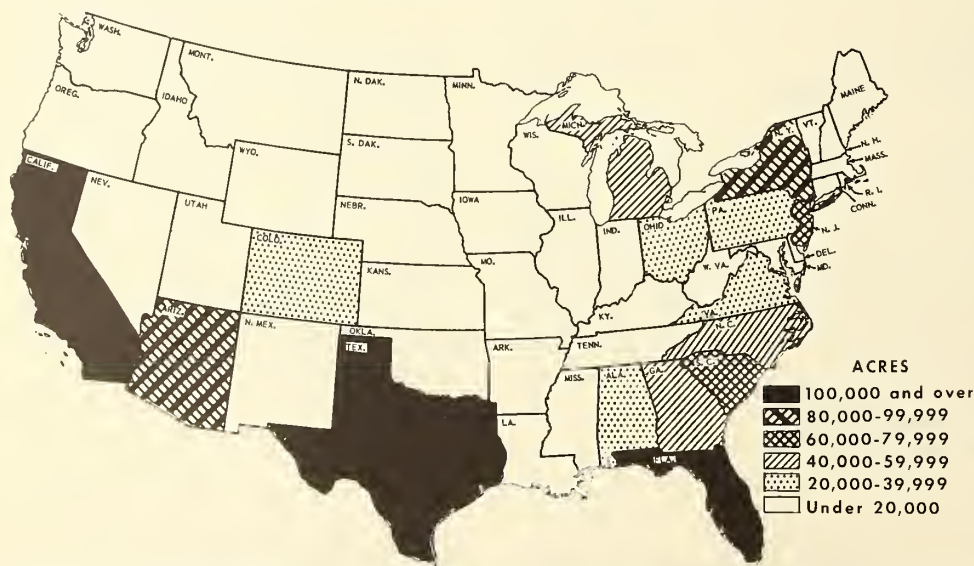 WASH.
MONT.
N. DAK.
MINN.
OREG.
IDAHO
MAINE
VT.
N.Y.
MICH.
WIS.
S. DAK.
WYO.
N. H.
MASS.
R. I.
CONN.
CALIF.
NEV.
UTAH
NEBR.
IOWA
ILL.
IND.
OHIO
PA.
N. J.
DEL.
MD.
COLO.
KANS.
MO.
W. VA.
VA.
KY.
ARIZ.
N. MEX.
OKLA.
TEX.
ARK.
TENN.
N. C.
S.C.
MISS.
ALA.
GA.
LA.
FLA.
ACRES
100,000 and over
80,000-99,999
60,000-79,999
40,000-59,999
20,000-39,999
Under 20,000